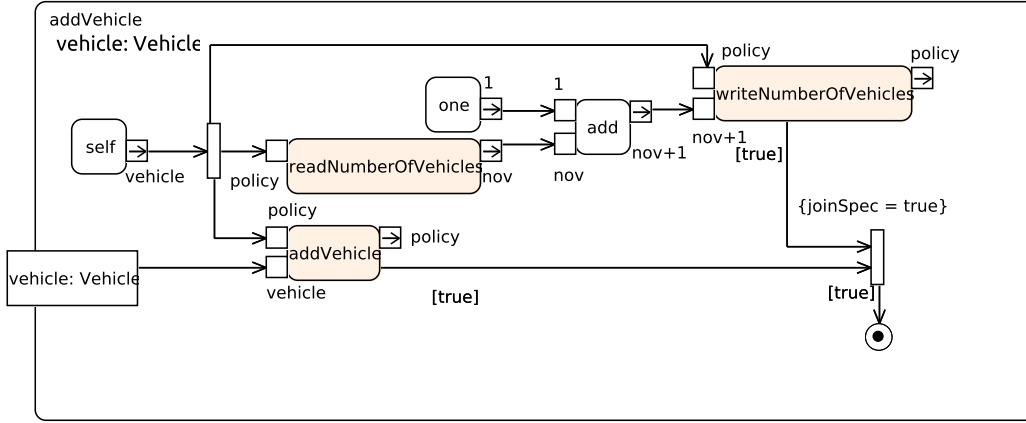 addVehicle
vehicle: Vehicle
policy
policy
1
1
one
writeNumberOfVehicles
add
self
nov+1
nov+1
[true]
readNumberOfVehicles
vehicle
policy
nov
nov
policy
{joinSpec = true}
policy
addVehicle
vehicle: Vehicle
vehicle
[true]
[true]